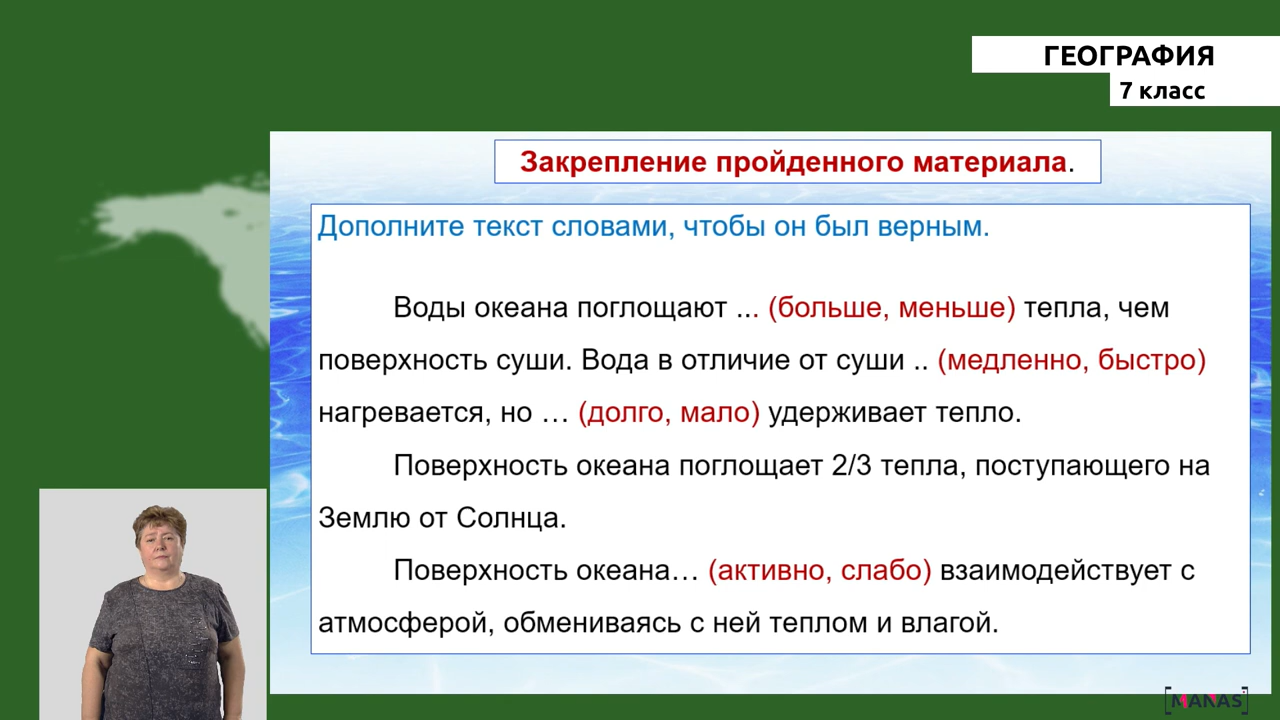 ГЕОГРАФИЯ
7 класс
Закрепление пройденного материала.
Дополните текст словами, чтобы он был верным.
Воды океана поглощают ... (больше, меньше) тепла, чем
поверхность суши. Вода в отличие от суши .. (медленно, быстро)
нагревается, но … (долго, мало) удерживает тепло.
Поверхность океана поглощает 2/3 тепла, поступающего на
Землю от Солнца.
Поверхность океана… (активно, слабо) взаимодействует с
атмосферой, обмениваясь с ней теплом и влагой.
[MANAS]